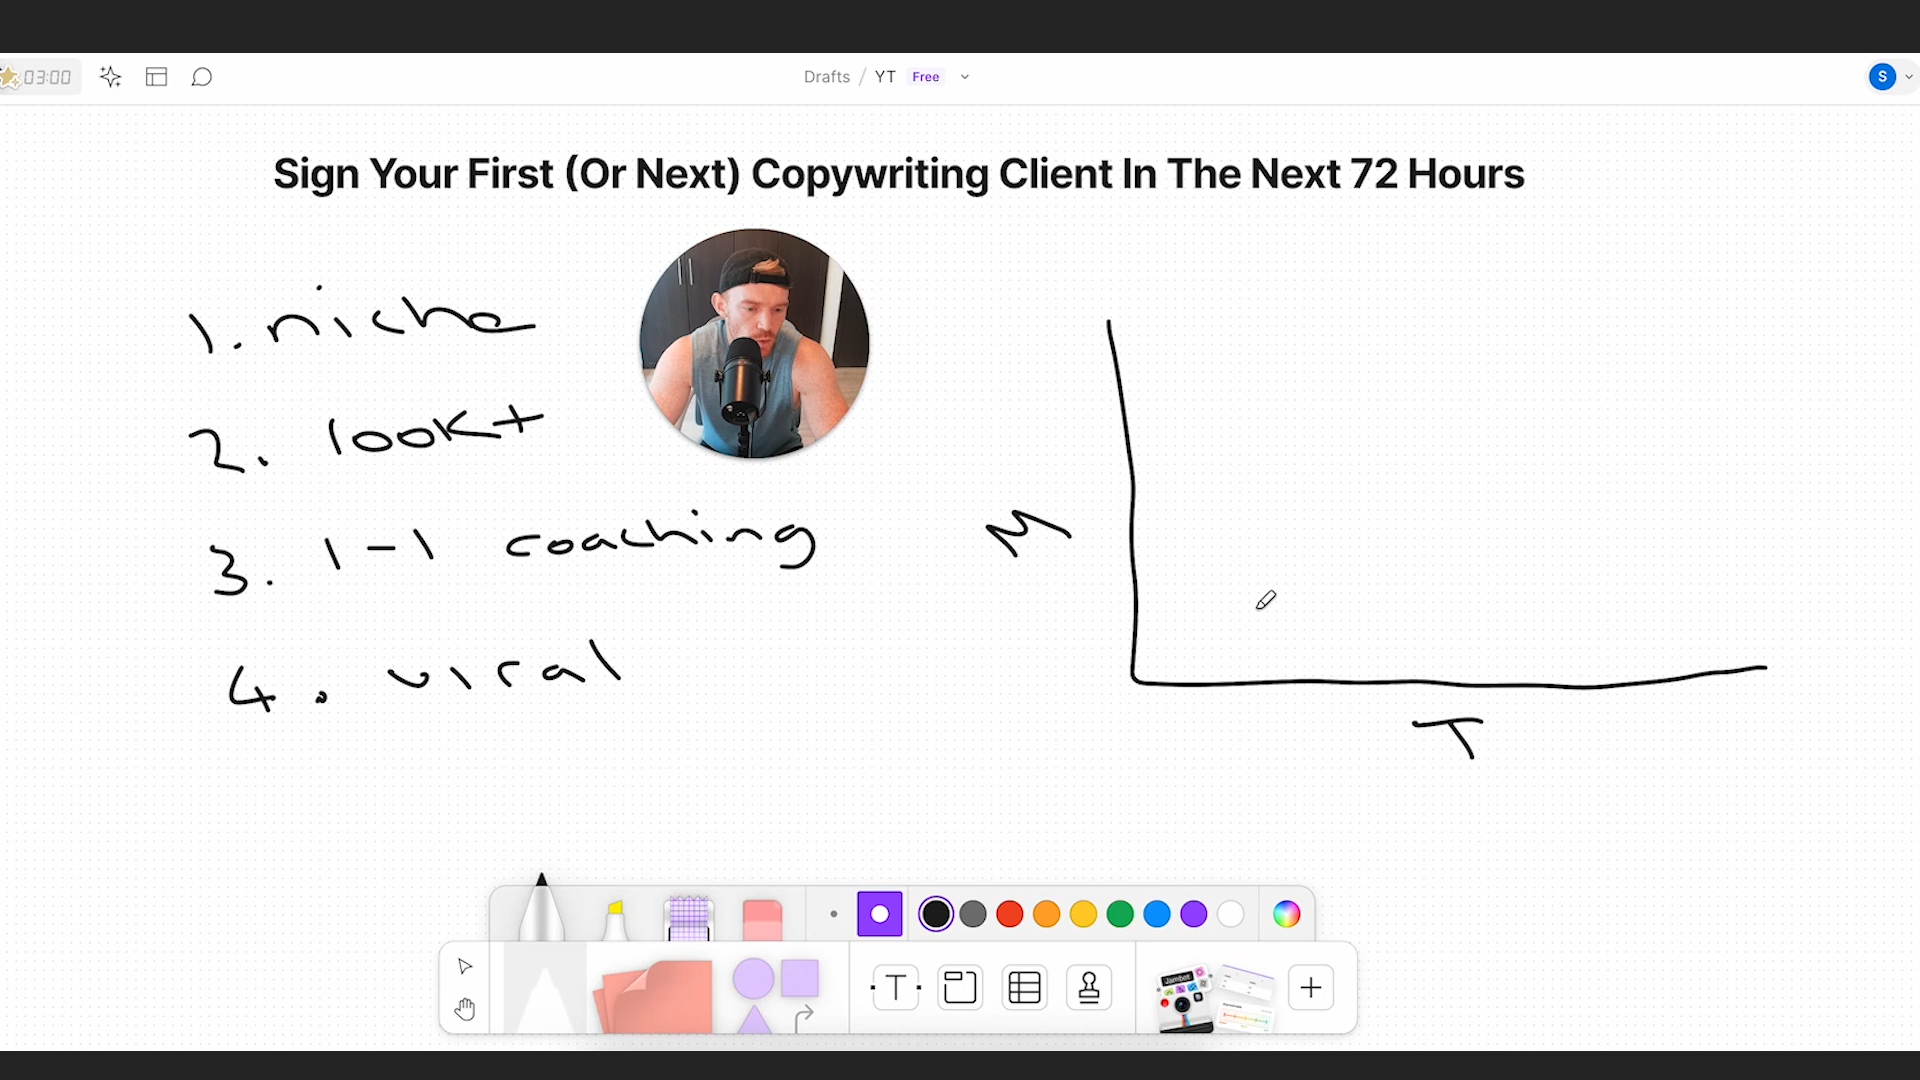 03:00
Drafts / YT Free
S
Sign Your First (Or Next) Copywriting Client In The Next 72 Hours
1. niche
2. 100K+
3. 1-1 coaching
4. viral
M
T
T
Jambot